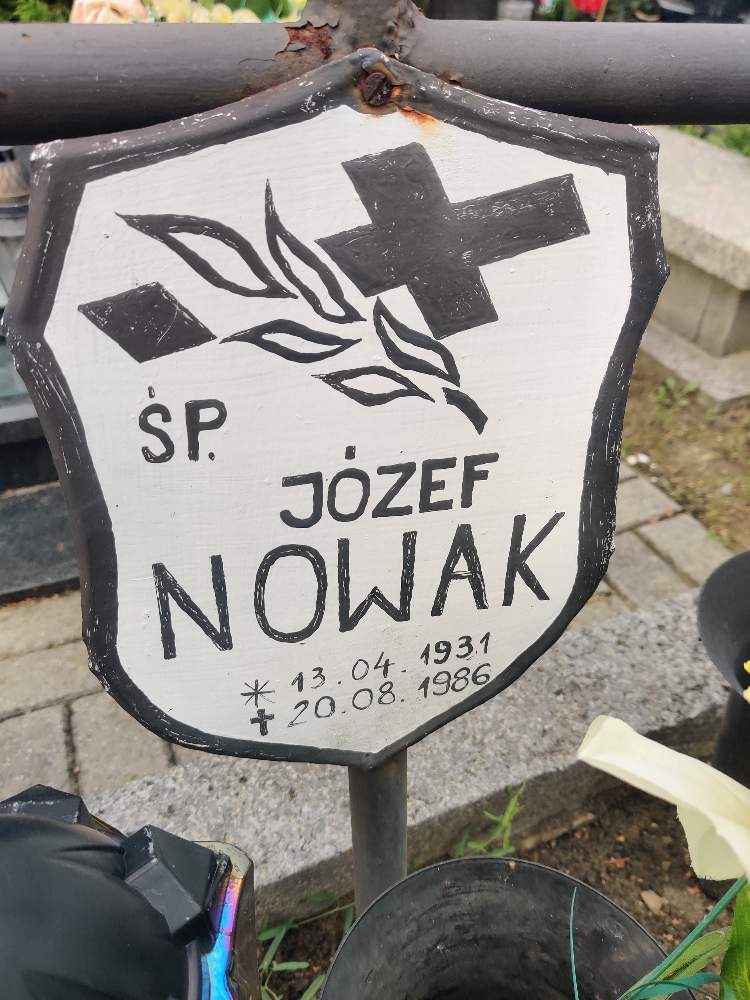 ŚP.
JÓZEF
NOWAK
* 13.04.1931
✝ 20.08.1986